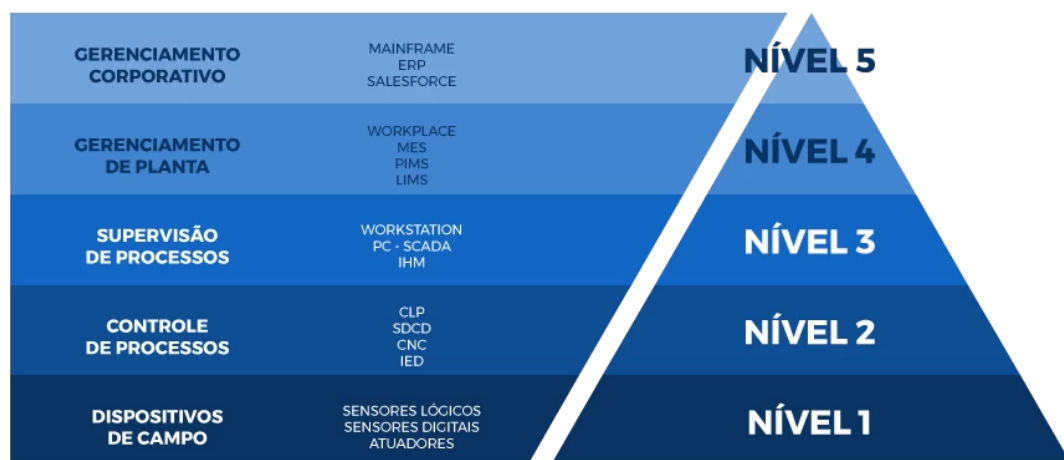 GERENCIAMENTO
CORPORATIVO
MAINFRAME
ERP
SALESFORCE
NÍVEL 5
GERENCIAMENTO
DE PLANTA
WORKPLACE
MES
PIMS
LIMS
NÍVEL 4
SUPERVISÃO
DE PROCESSOS
WORKSTATION
PC - SCADA
IHM
NÍVEL 3
CONTROLE
DE PROCESSOS
CLP
SDCD
CNC
IED
NÍVEL 2
DISPOSITIVOS
DE CAMPO
SENSORES LÓGICOS
SENSORES DIGITAIS
ATUADORES
NÍVEL 1